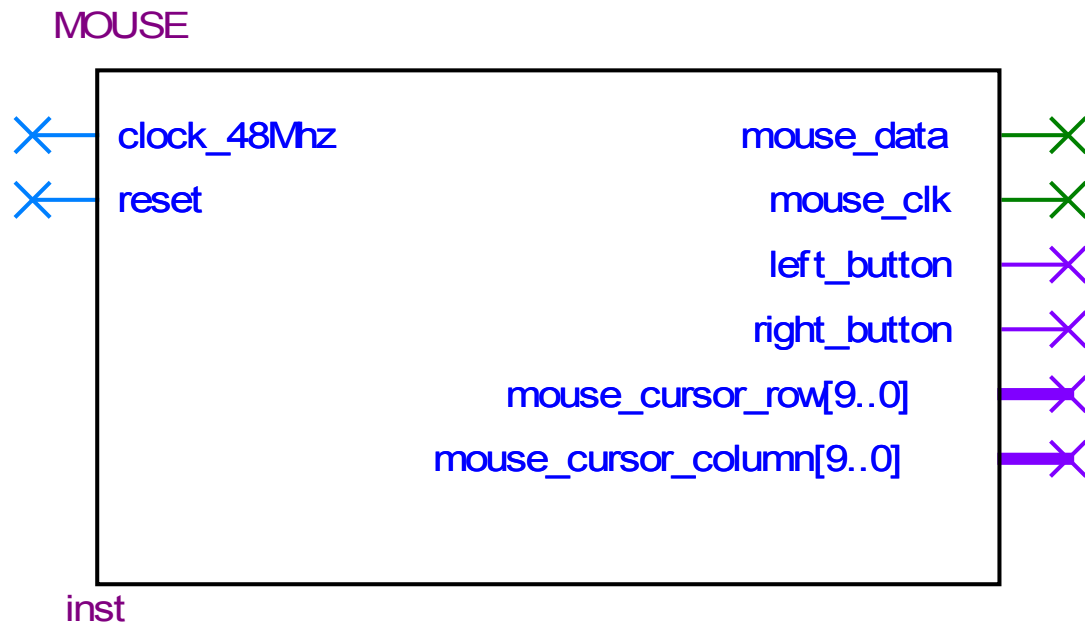 MOUSE
clock_48Mhz mouse_data
reset mouse_clk
left_button
right_button
mouse_cursor_row[9..0]
mouse_cursor_column[9..0]
inst